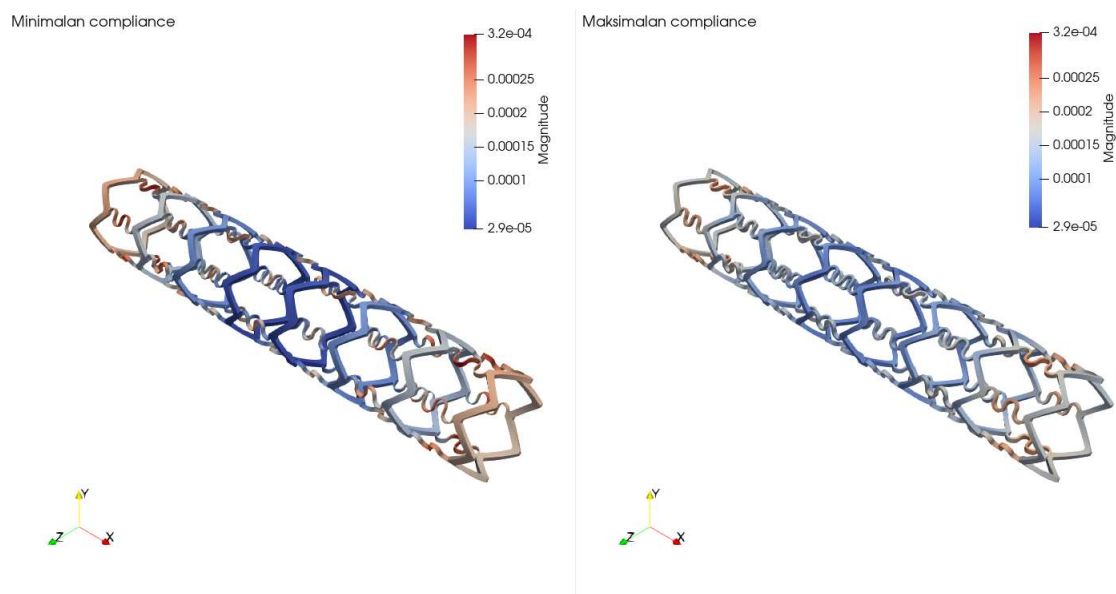 Minimalan compliance
3.2e-04
0.00025
0.0002
0.00015
0.0001
2.9e-05
Magnitude
Y
Z
X
Maksimalan compliance
3.2e-04
0.00025
0.0002
0.00015
0.0001
2.9e-05
Magnitude
Y
Z
X